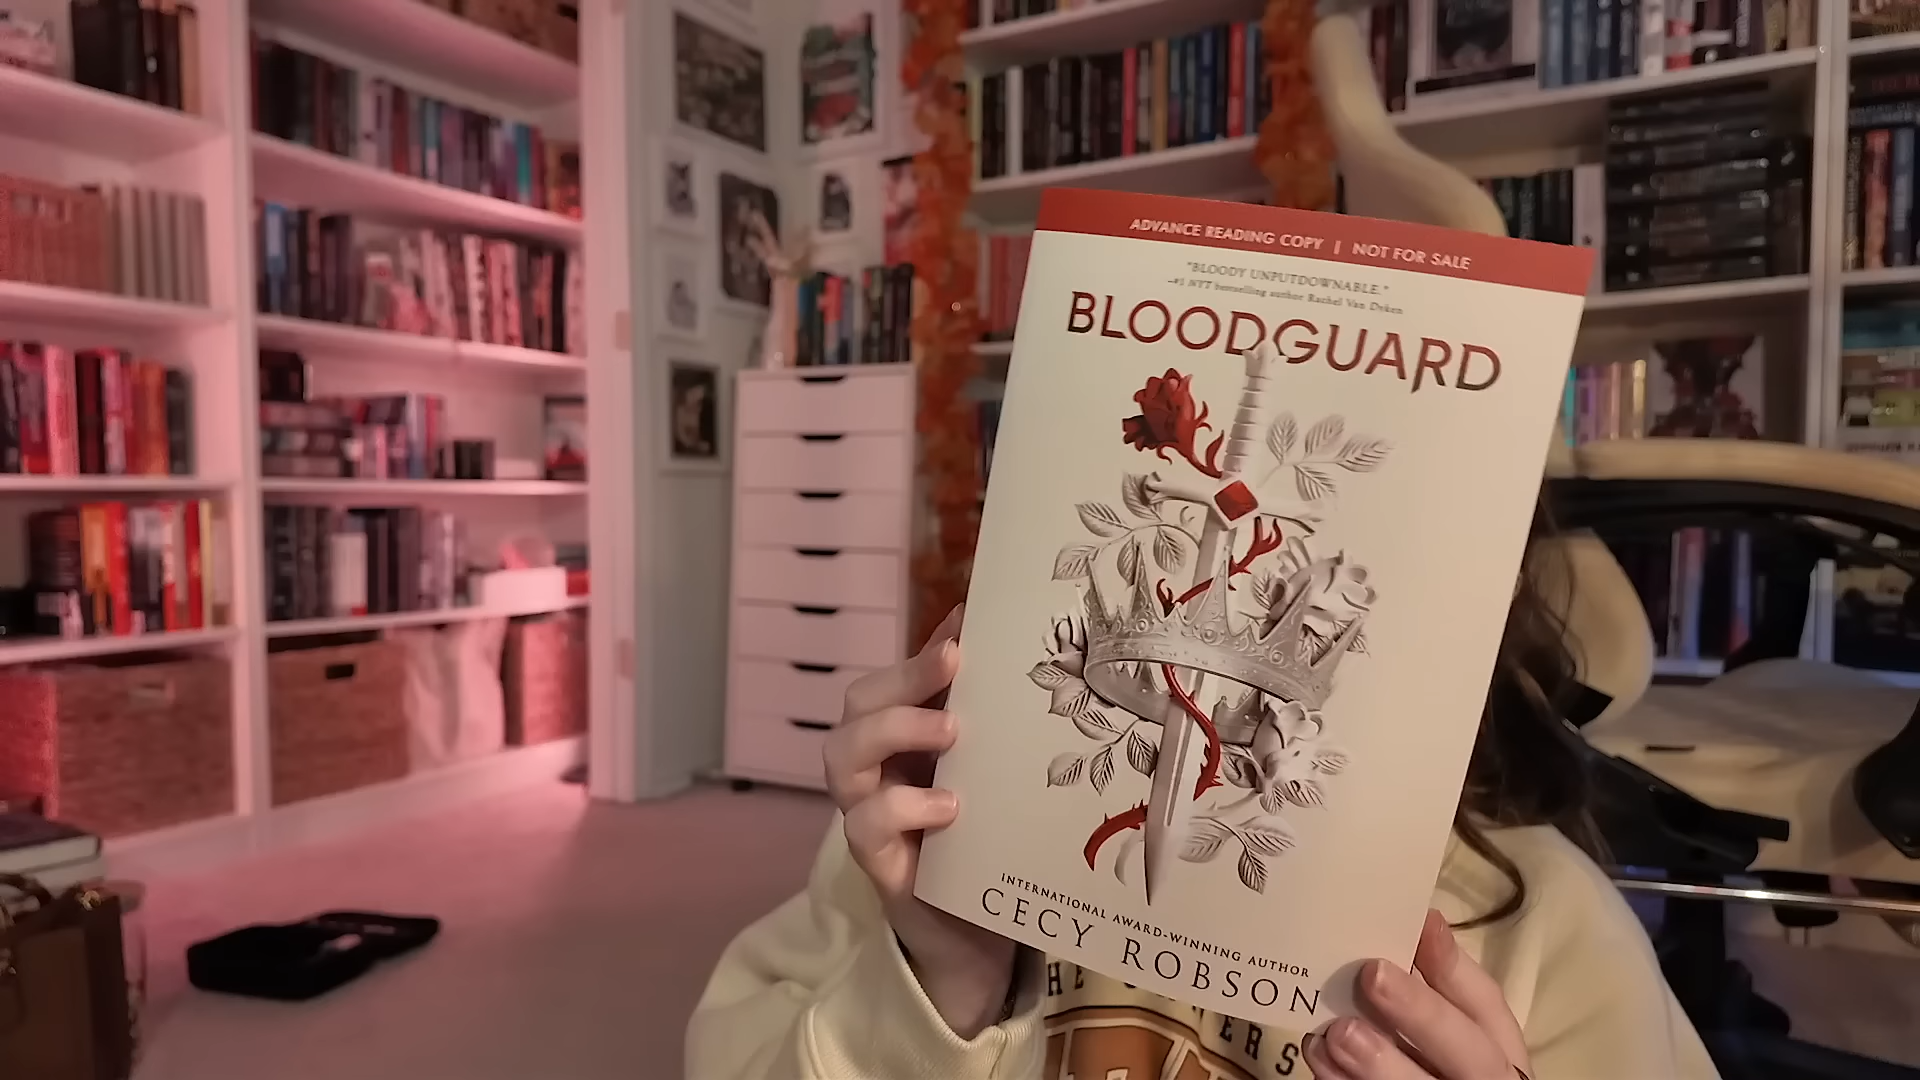 ADVANCE READING COPY | NOT FOR SALE
"BLOODY UNPUTDOWNABLE."
—#1 NYT bestselling author Rachel Van Dyken
BLOODGUARD
INTERNATIONAL AWARD-WINNING AUTHOR
CECY ROBSON